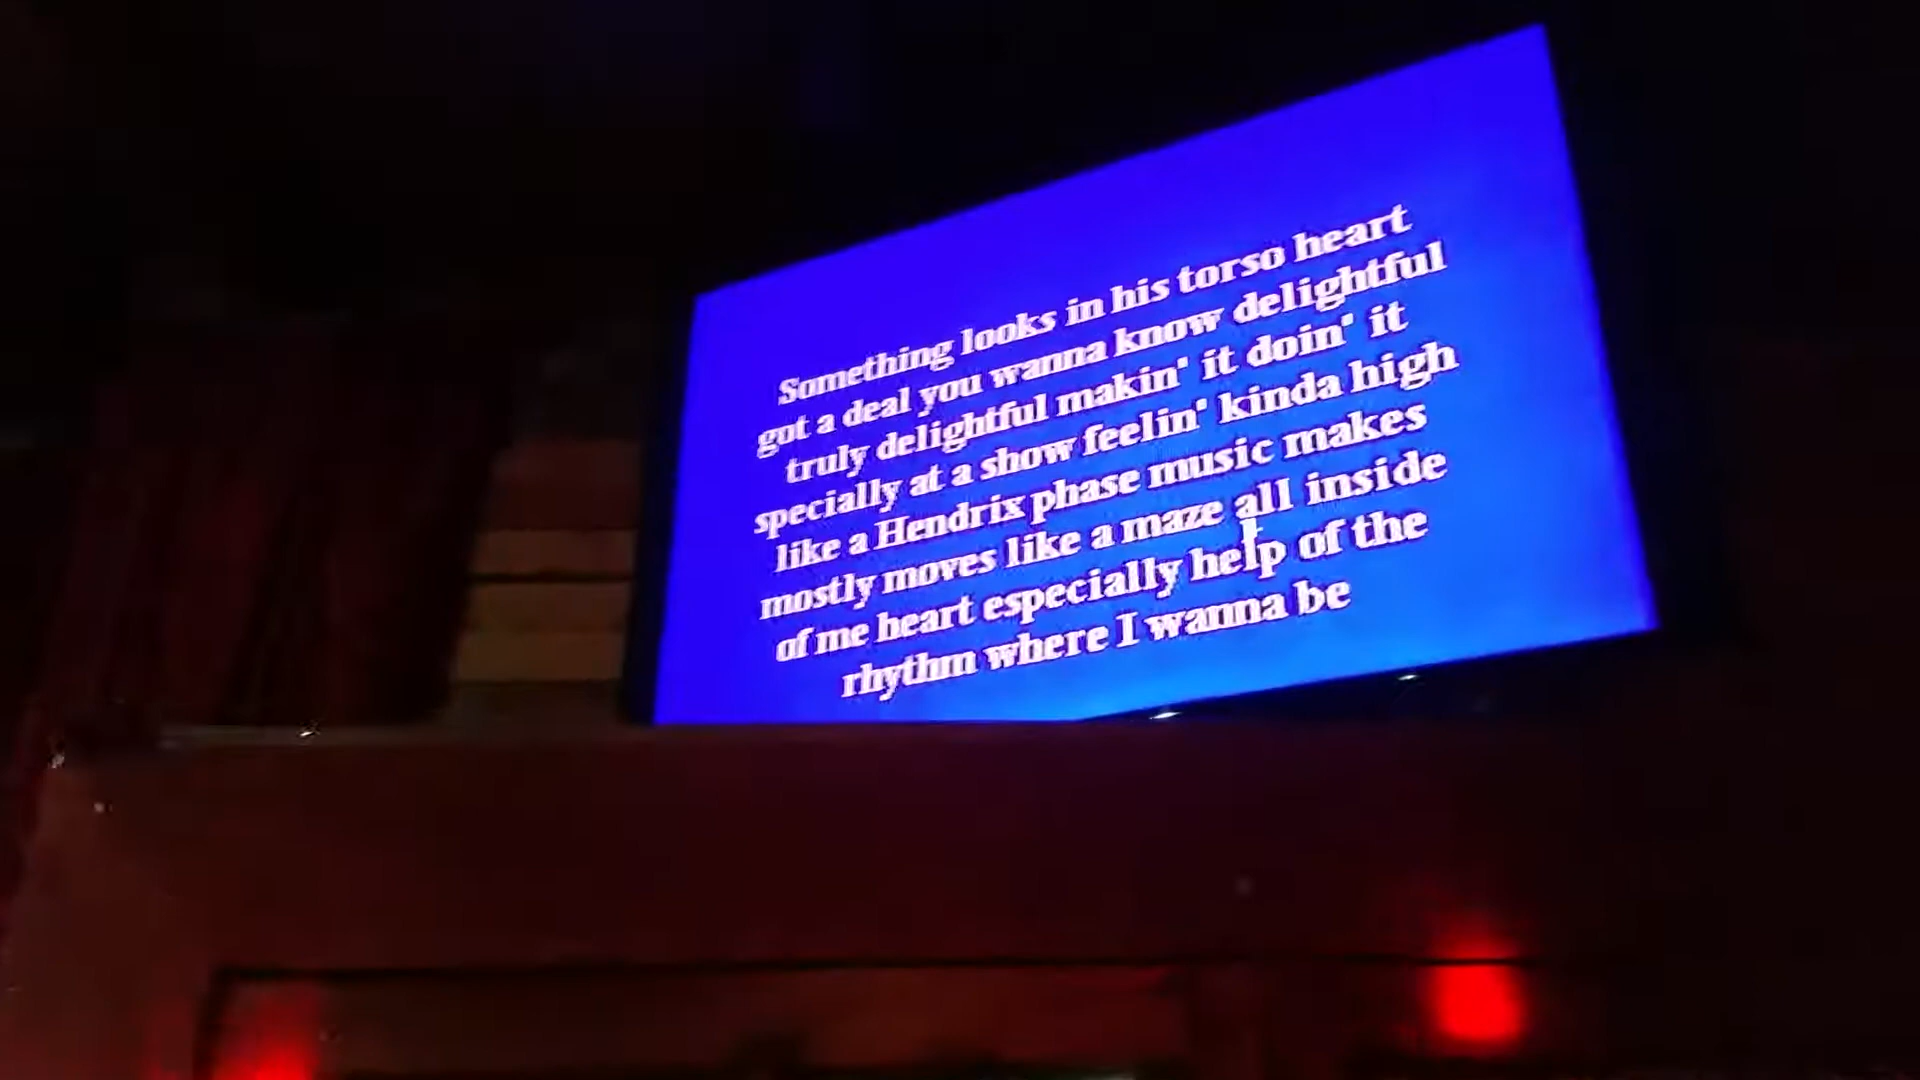 Something looks in his torso heart
got a deal you wanna know delightful
truly delightful makin' it doin' it
specially at a show feelin' kinda high
like a Hendrix phase music makes
mostly moves like a maze all inside
of me heart especially help of the
rhythm where I wanna be